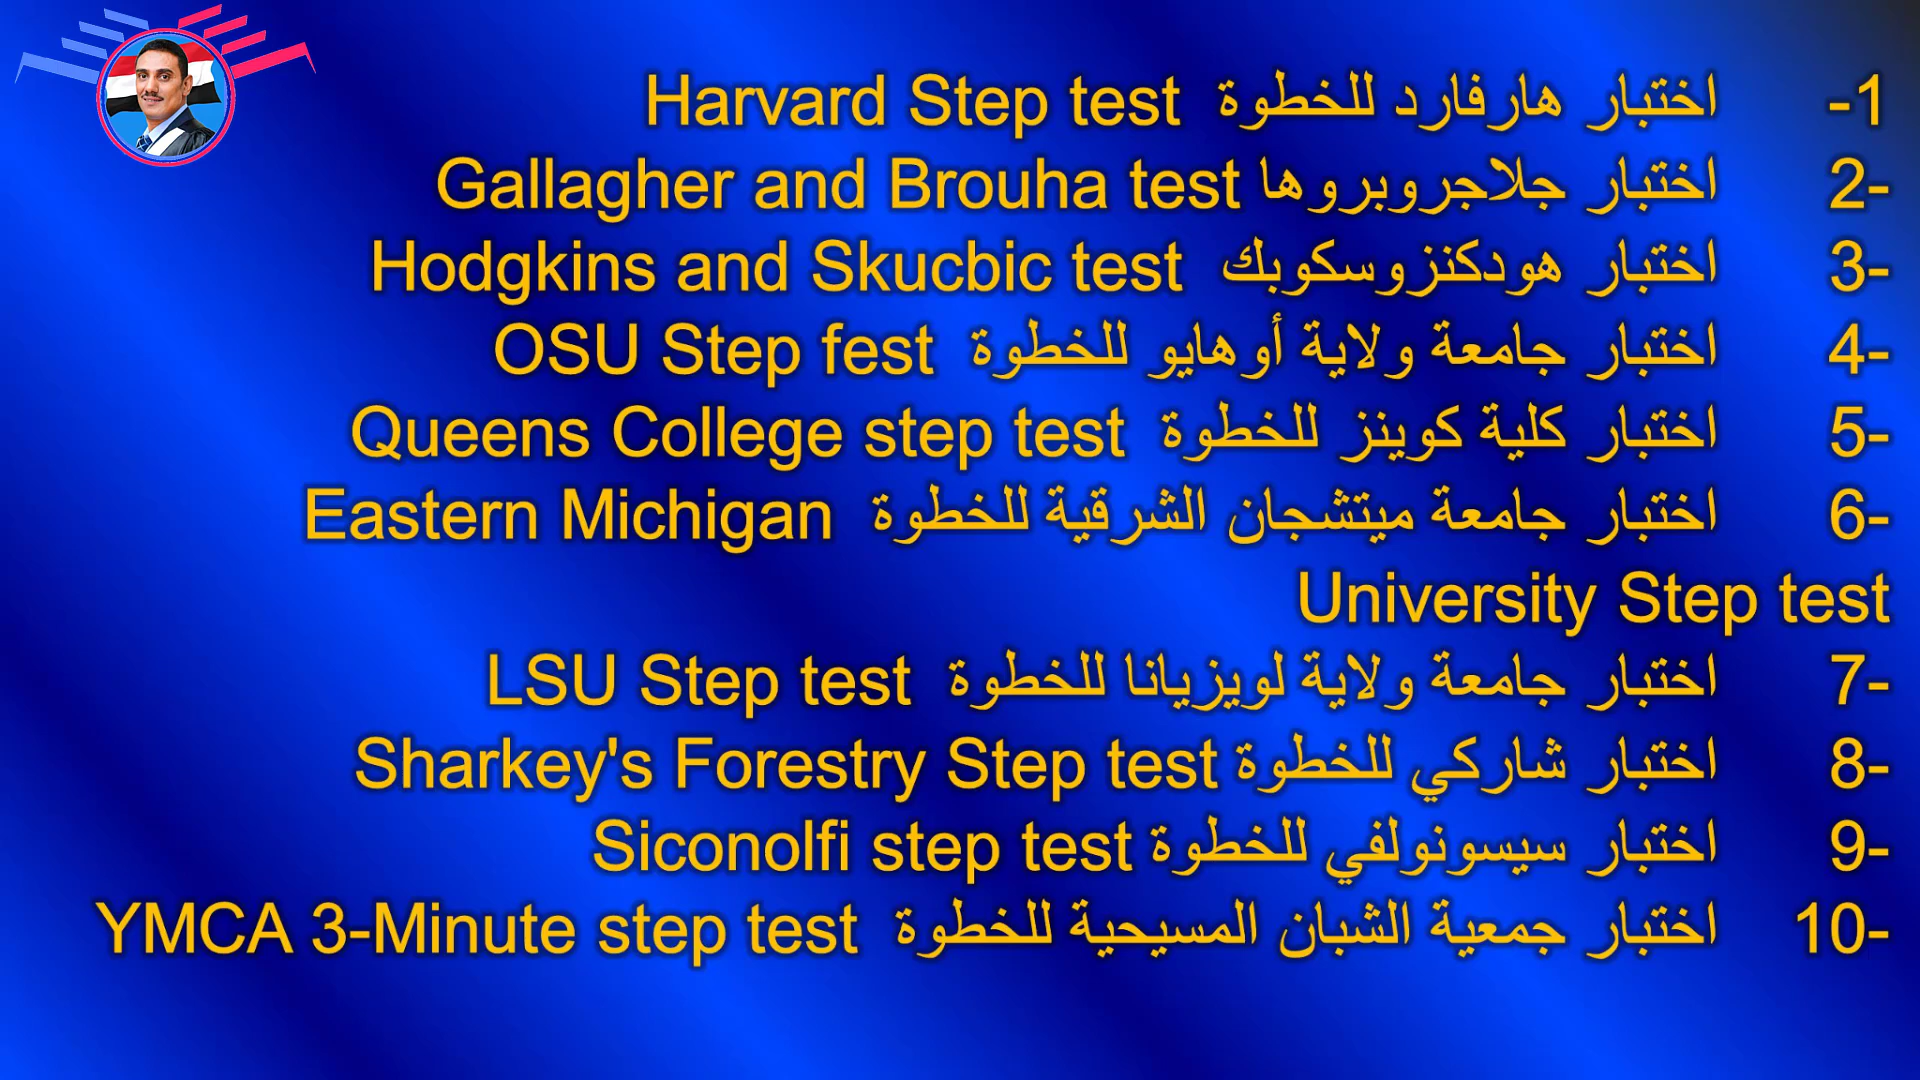 1- اختبار هارفارد للخطوة Harvard Step test
2- اختبار جلاجروبروها Gallagher and Brouha test
3- اختبار هودكنزوسكوبك Hodgkins and Skucbic test
4- اختبار جامعة ولاية أوهايو للخطوة OSU Step fest
5- اختبار كلية كوينز للخطوة Queens College step test
6- اختبار جامعة ميتشجان الشرقية للخطوة Eastern Michigan
University Step test
7- اختبار جامعة ولاية لويزيانا للخطوة LSU Step test
8- اختبار شاركي للخطوة Sharkey's Forestry Step test
9- اختبار سيسونولفي للخطوة Siconolfi step test
10- اختبار جمعية الشبان المسيحية للخطوة YMCA 3-Minute step test